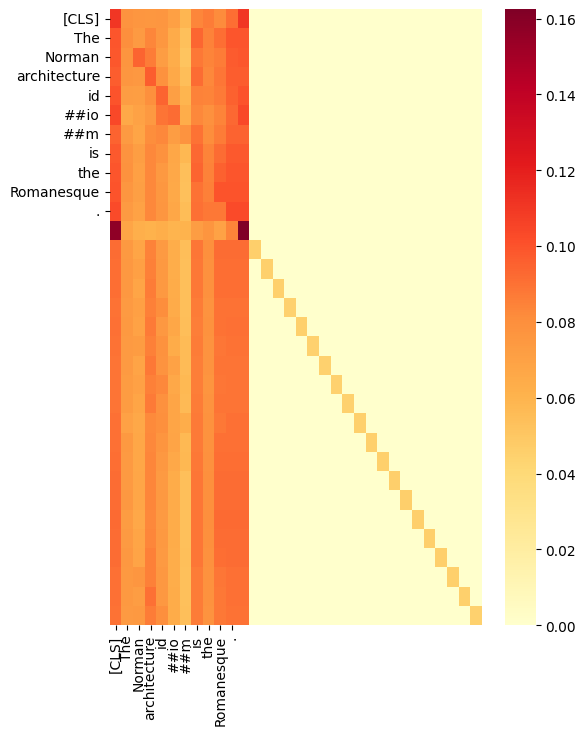 [CLS]
The
Norman
architecture
id
##io
##m
is
the
Romanesque
.
0.16
0.14
0.12
0.10
0.08
0.06
0.04
0.02
0.00
[CLS]
The
Norman
architecture
id
##io
##m
is
the
Romanesque
.